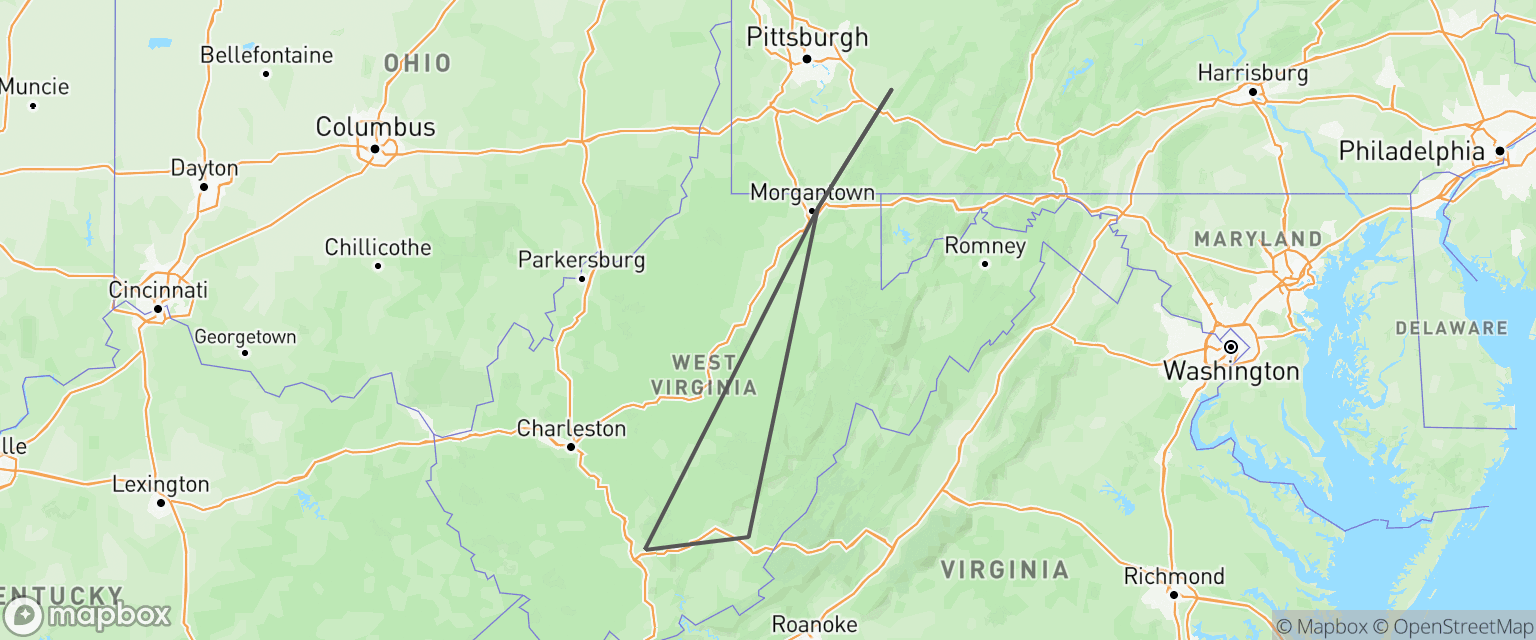 Pittsburgh
Bellefontaine
OHIO
Harrisburg
Muncie
Columbus
Philadelphia
Dayton
Morgantown
MARYLAND
Chillicothe
Romney
Parkersburg
Cincinnati
Georgetown
DELAWARE
WEST
VIRGINIA
Washington
Charleston
lle
Lexington
VIRGINIA
Richmond
ENTUCKY
mapbox
Roanoke
© Mapbox © OpenStreetMap